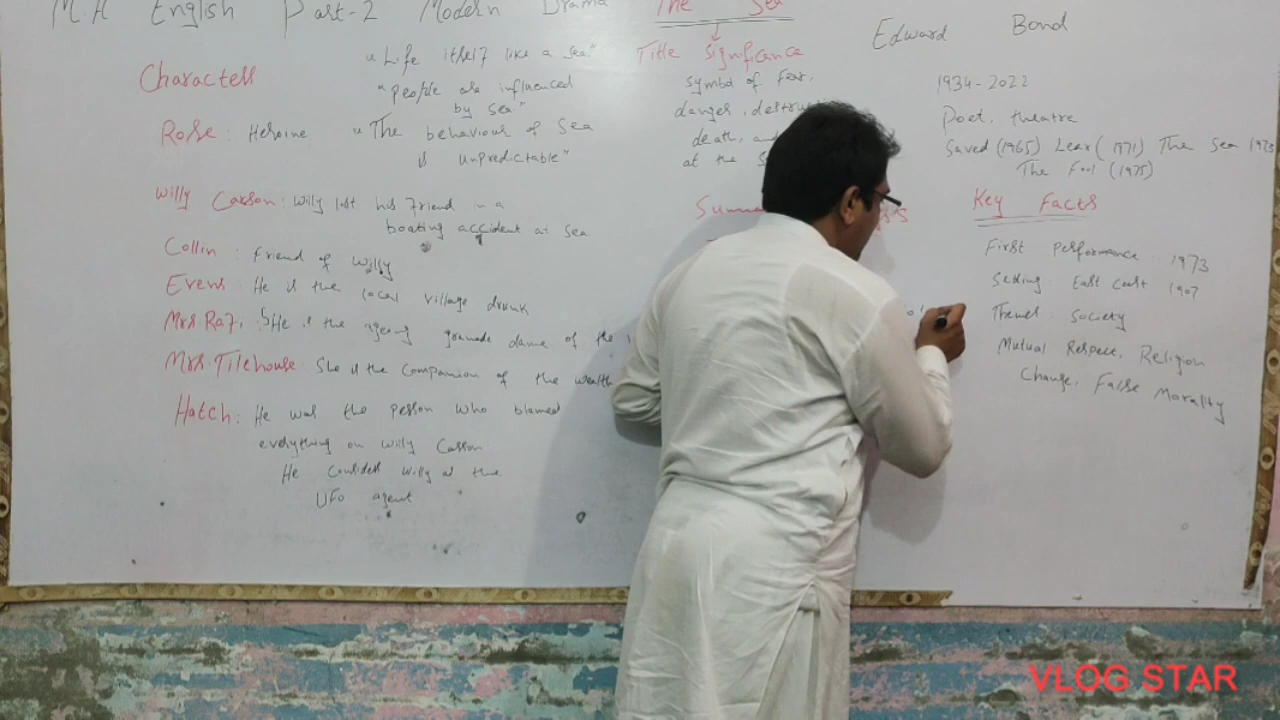 M.A English Part-2 Modern Drama The Sea
Edward Bond
Characters
"Life itself like a sea"
"people are influenced
by sea"
Rose: Heroine "The behaviour of Sea
is unpredictable"
Willy Carson: Willy lost his friend in a
boating accident at sea
Collin: Friend of Willy
Evens: He is the local village drunk
Mrs Raf: She is the ageing grande dame of the
Mrs Tilehouse: She is the Companion of the wealth
Hatch: He was the person who blamed
everything on Willy Carson
He considers Willy as the
UFO agent
Title Significance
symbol of Fear,
danger, destruct
death, and
at the
Summa
1934-2022
Poet, theatre
Saved (1965) Lear (1971) The Sea 1973
The Fool (1975)
Key Facts
First performance: 1973
Setting: East Coast 1907
Themes: Society
Mutual Respect, Religion
Change, False Morality
VLOG STAR